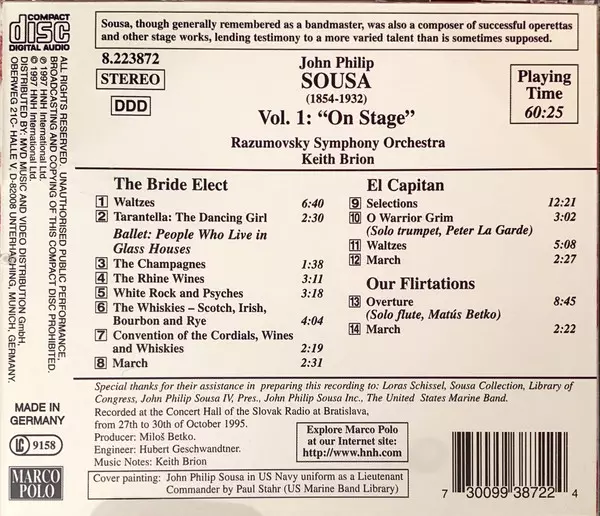 COMPACT
disc
DIGITAL AUDIO
Sousa, though generally remembered as a bandmaster, was also a composer of successful operettas
and other stage works, lending testimony to a more varied talent than is sometimes supposed.
8.223872
STEREO
DDD
John Philip
SOUSA
(1854-1932)
Vol. 1: “On Stage”
Razumovsky Symphony Orchestra
Keith Brion
Playing
Time
60:25
ALL RIGHTS RESERVED. UNAUTHORISED PUBLIC PERFORMANCE,
BROADCASTING AND COPYING OF THIS COMPACT DISC PROHIBITED.
℗ 1997 HNH International Ltd.
© 1997 HNH International Ltd.
DISTRIBUTED BY: MVD MUSIC AND VIDEO DISTRIBUTION GmbH,
OBERWEG 21C- HALLE V, C-82008 UNTERHACHING, MUNICH, GERMANY.
The Bride Elect
1 Waltzes 6:40
2 Tarantella: The Dancing Girl 2:30
Ballet: People Who Live in
Glass Houses
3 The Champagnes 1:38
4 The Rhine Wines 3:11
5 White Rock and Psyches 3:18
6 The Whiskies – Scotch, Irish,
Bourbon and Rye 4:04
7 Convention of the Cordials, Wines
and Whiskies 2:19
8 March 2:31
El Capitan
9 Selections 12:21
10 O Warrior Grim 3:02
(Solo trumpet, Peter La Garde)
11 Waltzes 5:08
12 March 2:27
Our Flirtations
13 Overture 8:45
(Solo flute, Matús Betko)
14 March 2:22
Special thanks for their assistance in preparing this recording to: Loras Schissel, Sousa Collection, Library of
Congress, John Philip Sousa IV, Pres., John Philip Sousa Inc., The United States Marine Band.
Recorded at the Concert Hall of the Slovak Radio at Bratislava,
from 27th to 30th of October 1995.
Producer: Miloš Betko.
Engineer: Hubert Geschwandtner.
Music Notes: Keith Brion
Explore Marco Polo
at our Internet site:
http://www.hnh.com
Cover painting: John Philip Sousa in US Navy uniform as a Lieutenant
Commander by Paul Stahr (US Marine Band Library)
MADE IN
GERMANY
LC 9158
MARCO
POLO
7 30099 38722 4